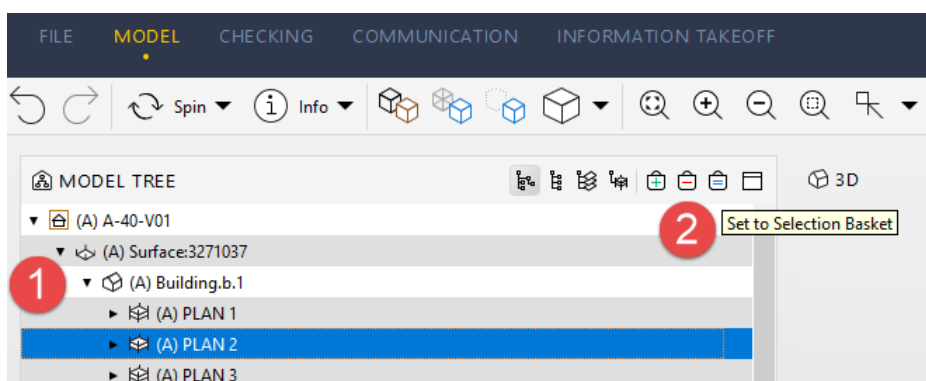 FILE MODEL CHECKING COMMUNICATION INFORMATION TAKEOFF
Spin Info
MODEL TREE 3D
(A) A-40-V01
2 Set to Selection Basket
(A) Surface:3271037
1 (A) Building.b.1
(A) PLAN 1
(A) PLAN 2
(A) PLAN 3